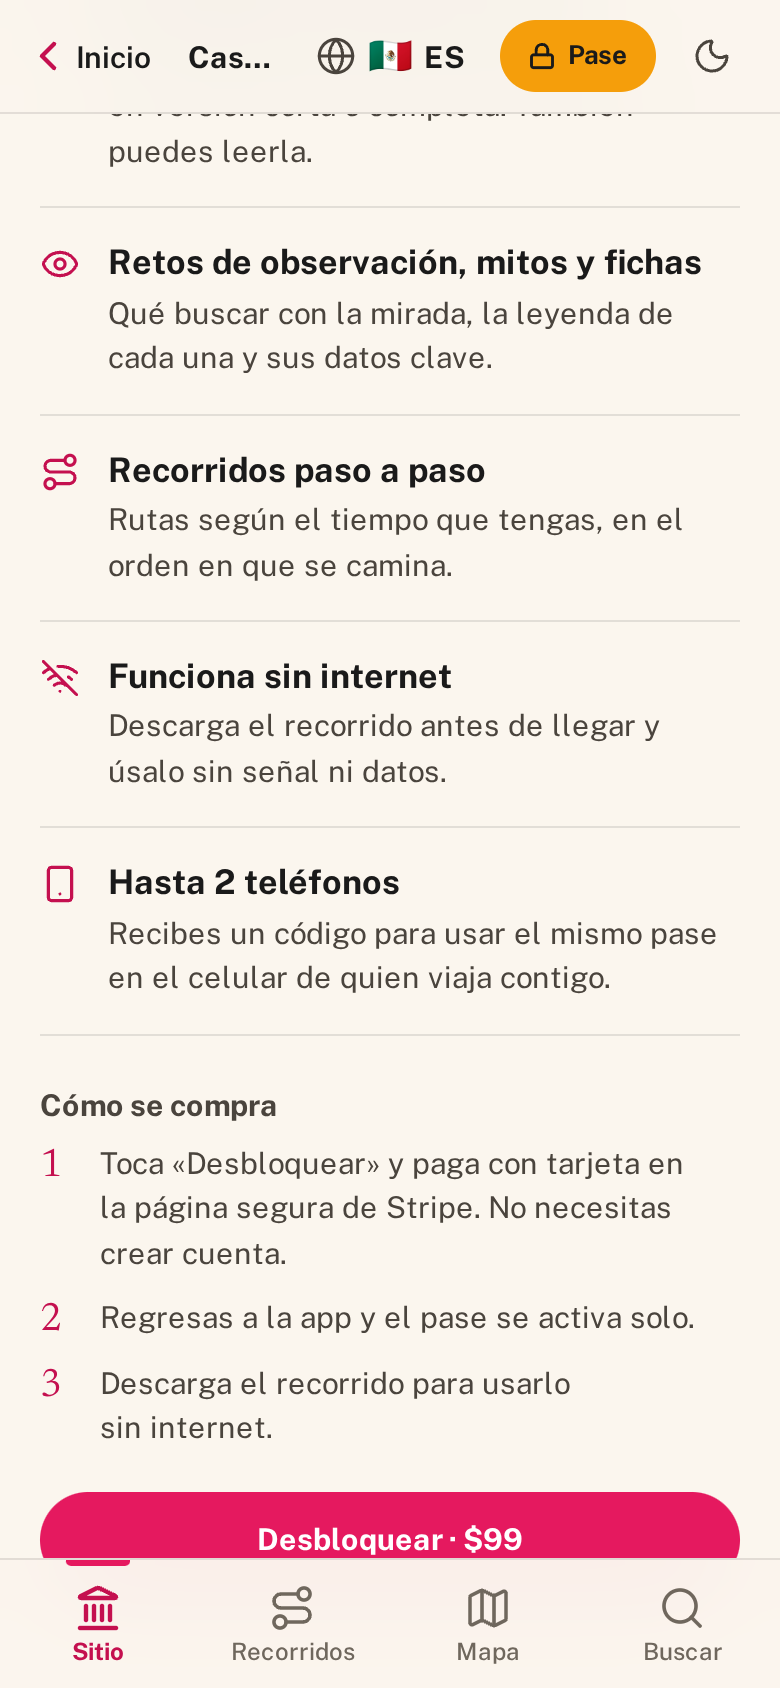 Inicio
Cas...
ES
Pase
puedes leerla.
Retos de observación, mitos y fichas
Qué buscar con la mirada, la leyenda de
cada una y sus datos clave.
Recorridos paso a paso
Rutas según el tiempo que tengas, en el
orden en que se camina.
Funciona sin internet
Descarga el recorrido antes de llegar y
úsalo sin señal ni datos.
Hasta 2 teléfonos
Recibes un código para usar el mismo pase
en el celular de quien viaja contigo.
Cómo se compra
1 Toca «Desbloquear» y paga con tarjeta en
la página segura de Stripe. No necesitas
crear cuenta.
2 Regresas a la app y el pase se activa solo.
3 Descarga el recorrido para usarlo
sin internet.
Desbloquear · $99
Sitio
Recorridos
Mapa
Buscar